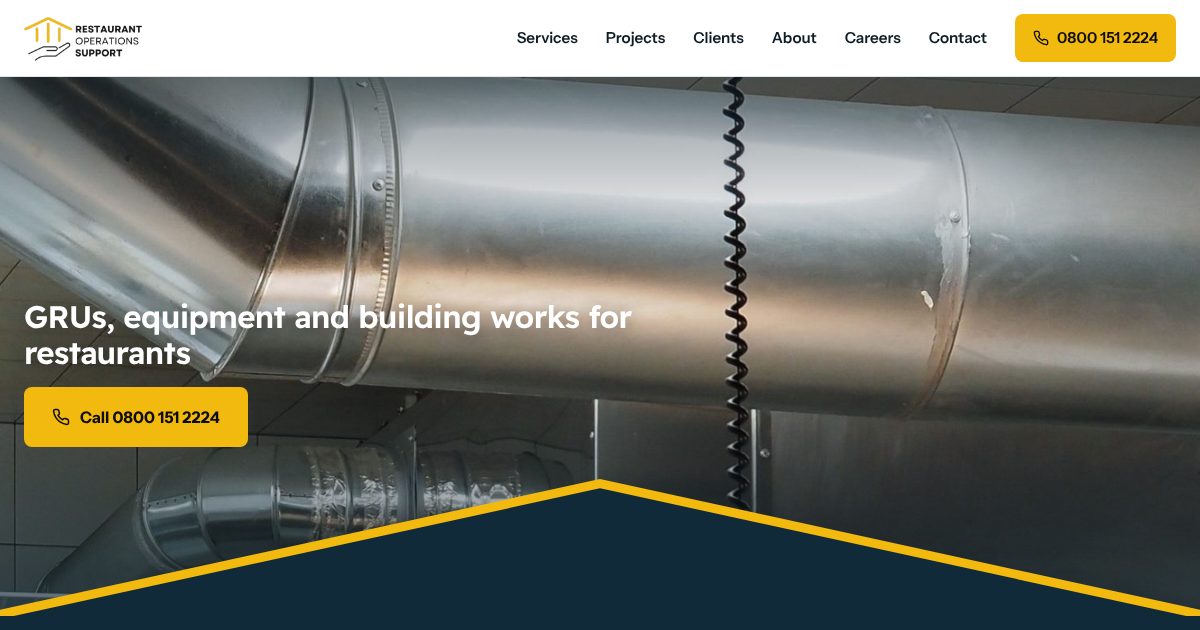 RESTAURANT
OPERATIONS
SUPPORT
Services Projects Clients About Careers Contact 0800 151 2224
GRUs, equipment and building works for
restaurants
Call 0800 151 2224